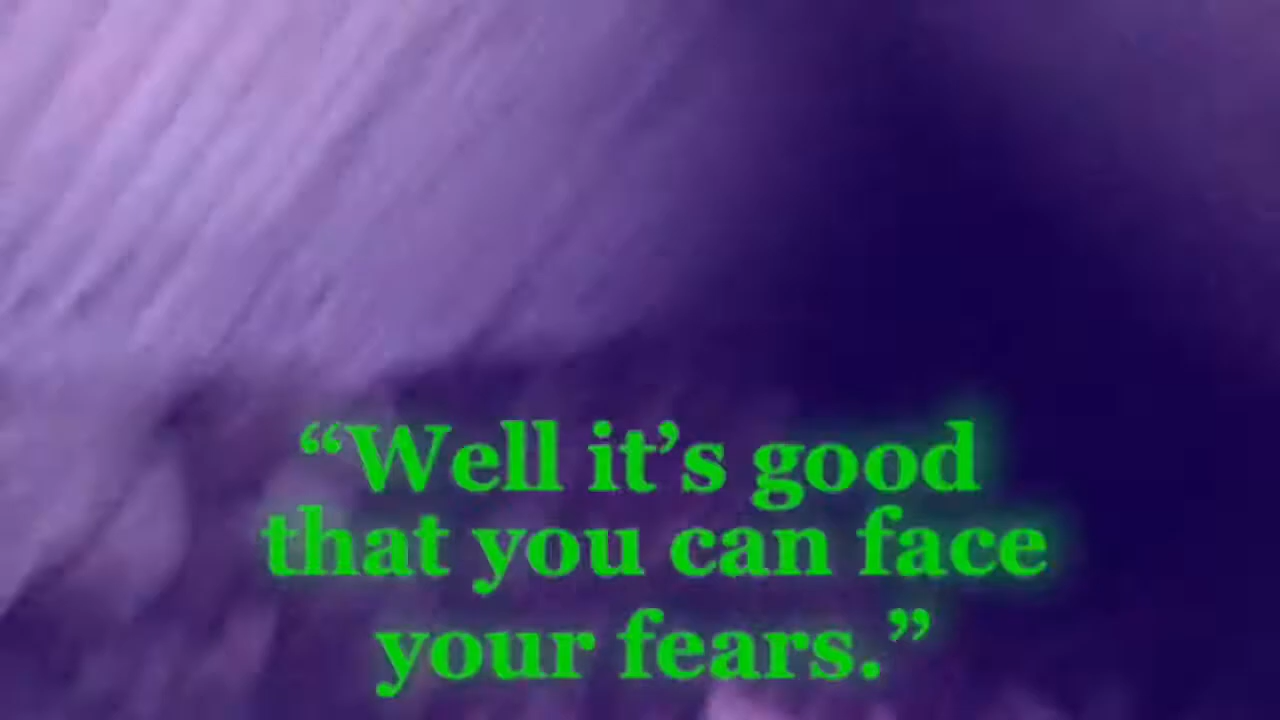 “Well it’s good
that you can face
your fears.”